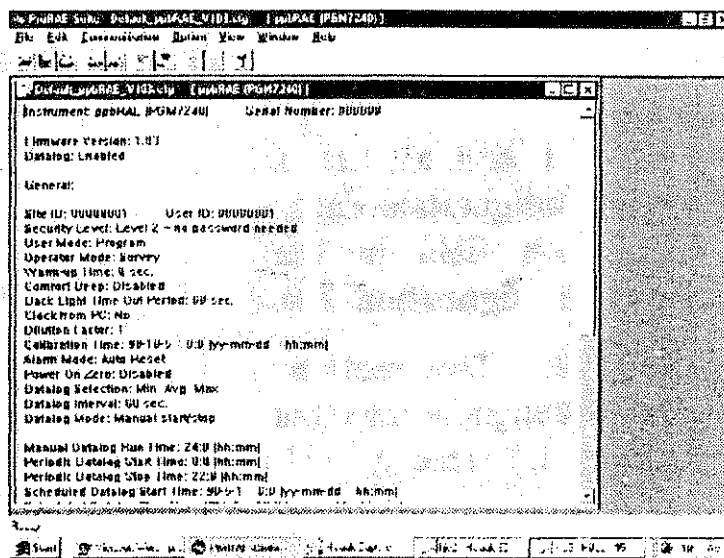 ProRAE Suite - Default_ppbRAE_V103.cfg - [ppbRAE (PGM7240)]
File Edit Communication Option View Window Help
Default_ppbRAE_V103.cfg - [ppbRAE (PGM7240)]
Instrument: ppbRAE (PGM7240) Serial Number: 000000
Firmware Version: 1.03
Datalog: Enabled
General:
Site ID: 00000001 User ID: 00000001
Security Level: Level 2 - no password needed
User Mode: Program
Operator Mode: Survey
Warm-up Time: sec.
Comfort Beep: Disabled
Back Light Time Out Period: 60 sec.
Clock from PC: No
Dilution Factor: 1
Calibration Time: 0:0 [yy-mm-dd hh:mm]
Alarm Mode: Auto Reset
Power On Zero: Disabled
Datalog Selection: Min Avg Max
Datalog Interval: 60 sec.
Datalog Mode: Manual start/stop
Manual Datalog Run Time: 24:0 [hh:mm]
Periodic Datalog Start Time: 0:0 [hh:mm]
Periodic Datalog Stop Time: 22:0 [hh:mm]
Scheduled Datalog Start Time: 0:0 [yy-mm-dd hh:mm]
Ready
Start